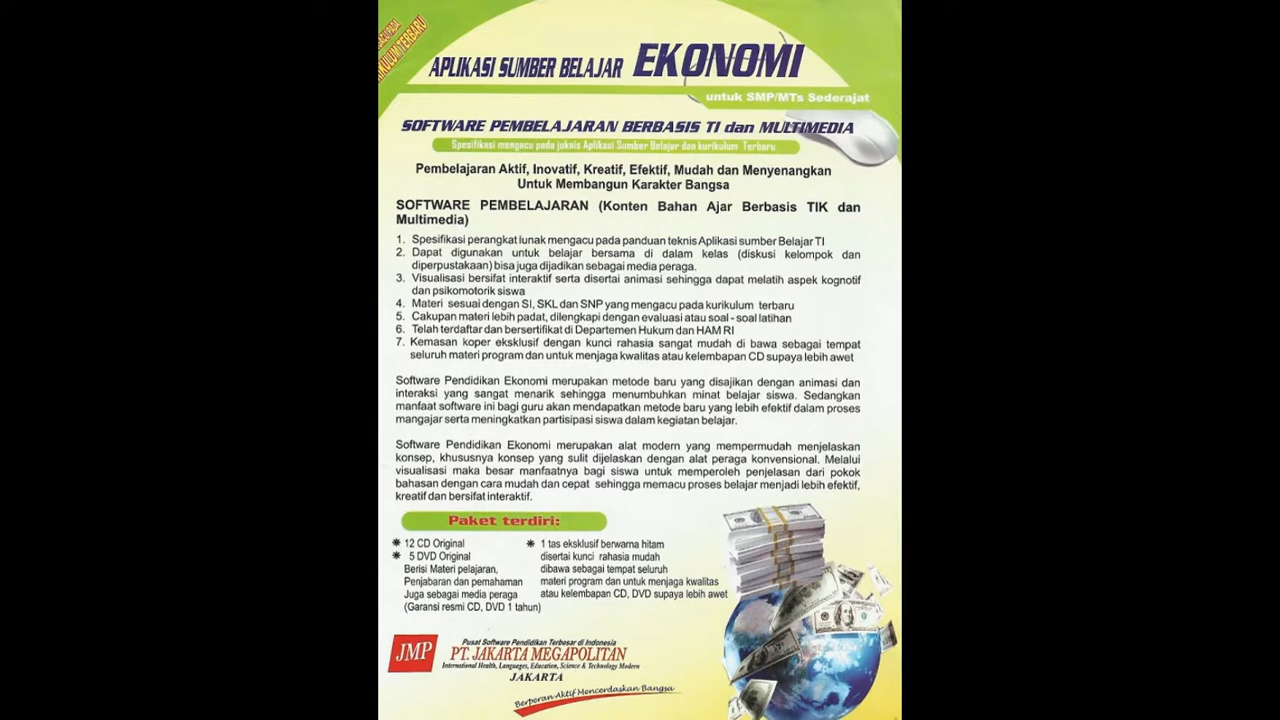 KURIKULUM TERBARU
APLIKASI SUMBER BELAJAR EKONOMI
untuk SMP/MTs Sederajat
SOFTWARE PEMBELAJARAN BERBASIS TI dan MULTIMEDIA
Spesifikasi mengacu pada juknis Aplikasi Sumber Belajar dan kurikulum Terbaru
Pembelajaran Aktif, Inovatif, Kreatif, Efektif, Mudah dan Menyenangkan
Untuk Membangun Karakter Bangsa
SOFTWARE PEMBELAJARAN (Konten Bahan Ajar Berbasis TIK dan
Multimedia)
1. Spesifikasi perangkat lunak mengacu pada panduan teknis Aplikasi sumber Belajar TI
2. Dapat digunakan untuk belajar bersama di dalam kelas (diskusi kelompok dan
diperpustakaan) bisa juga dijadikan sebagai media peraga.
3. Visualisasi bersifat interaktif serta disertai animasi sehingga dapat melatih aspek kognotif
dan psikomotorik siswa
4. Materi sesuai dengan SI, SKL dan SNP yang mengacu pada kurikulum terbaru
5. Cakupan materi lebih padat, dilengkapi dengan evaluasi atau soal - soal latihan
6. Telah terdaftar dan bersertifikat di Departemen Hukum dan HAM RI
7. Kemasan koper eksklusif dengan kunci rahasia sangat mudah di bawa sebagai tempat
seluruh materi program dan untuk menjaga kwalitas atau kelembapan CD supaya lebih awet
Software Pendidikan Ekonomi merupakan metode baru yang disajikan dengan animasi dan
interaksi yang sangat menarik sehingga menumbuhkan minat belajar siswa. Sedangkan
manfaat software ini bagi guru akan mendapatkan metode baru yang lebih efektif dalam proses
mangajar serta meningkatkan partisipasi siswa dalam kegiatan belajar.
Software Pendidikan Ekonomi merupakan alat modern yang mempermudah menjelaskan
konsep, khususnya konsep yang sulit dijelaskan dengan alat peraga konvensional. Melalui
visualisasi maka besar manfaatnya bagi siswa untuk memperoleh penjelasan dari pokok
bahasan dengan cara mudah dan cepat sehingga memacu proses belajar menjadi lebih efektif,
kreatif dan bersifat interaktif.
Paket terdiri:
* 12 CD Original
* 5 DVD Original
Berisi Materi pelajaran,
Penjabaran dan pemahaman
Juga sebagai media peraga
(Garansi resmi CD, DVD 1 tahun)
* 1 tas eksklusif berwarna hitam
disertai kunci rahasia mudah
dibawa sebagai tempat seluruh
materi program dan untuk menjaga kwalitas
atau kelembapan CD, DVD supaya lebih awet
JMP
Pusat Software Pendidikan Terbesar di Indonesia
PT. JAKARTA MEGAPOLITAN
International Health, Languages, Education, Science & Technology Modern
JAKARTA
Berperan Aktif Mencerdaskan Bangsa